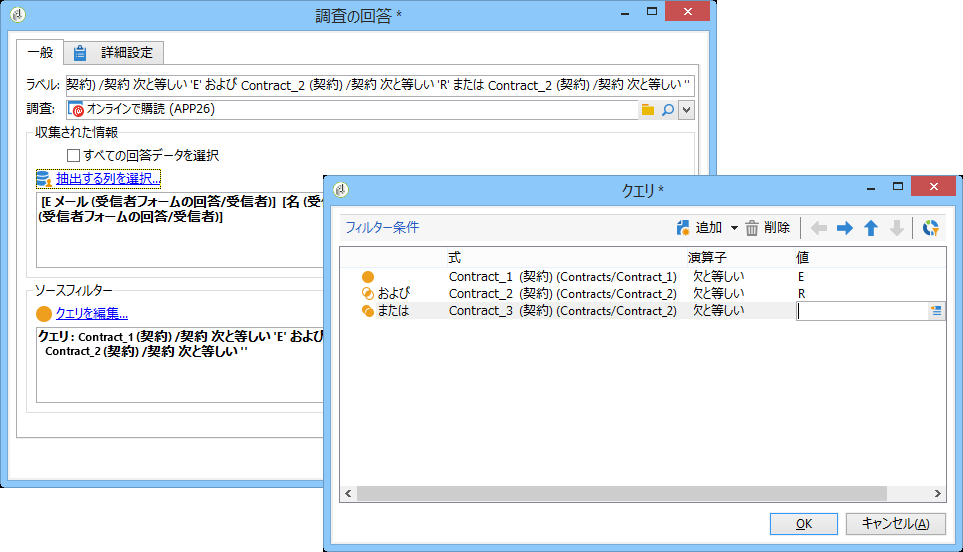 調査の回答 *
一般
詳細設定
ラベル: 契約) /契約 次と等しい 'E' および Contract_2 (契約) /契約 次と等しい 'R' または Contract_2 (契約) /契約 次と等しい ''
調査: オンラインで購読 (APP26)
収集された情報
すべての回答データを選択
抽出する列を選択...
[E メール (受信者フォームの回答/受信者)] [名 (受
(受信者フォームの回答/受信者)]
ソースフィルター
クエリを編集...
クエリ: Contract_1 (契約) /契約 次と等しい 'E' およ
Contract_2 (契約) /契約 次と等しい ''
クエリ *
フィルター条件
追加
削除
式 演算子 値
Contract_1 (契約) (Contracts/Contract_1) 欠と等しい E
および Contract_2 (契約) (Contracts/Contract_2) 欠と等しい R
または Contract_3 (契約) (Contracts/Contract_2) 欠と等しい
OK
キャンセル(A)